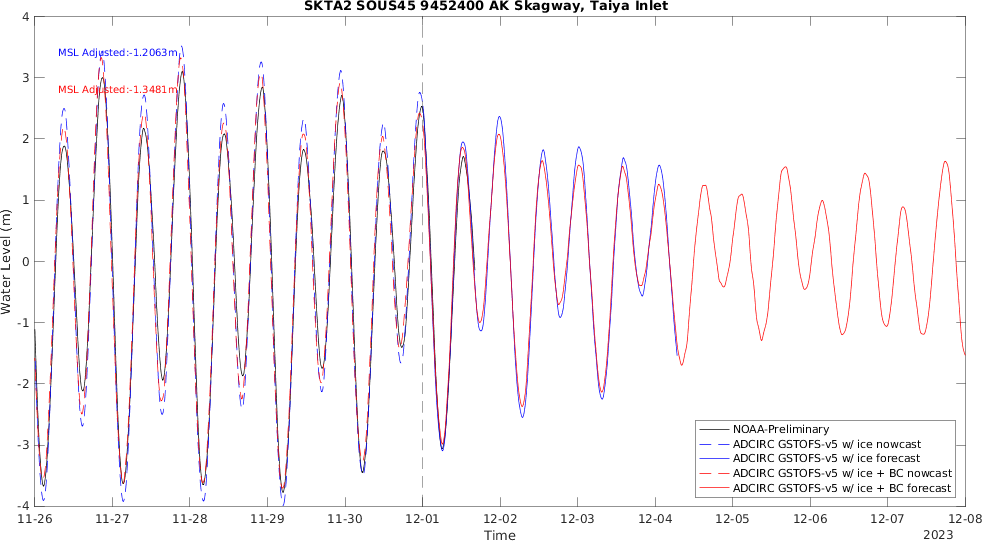 SKTA2 SOUS45 9452400 AK Skagway, Taiya Inlet
4
MSL Adjusted:-1.2063m
3
MSL Adjusted:-1.3481m
2
1
0
-1
-2
-3
-4
Water Level (m)
NOAA-Preliminary
ADCIRC GSTOFS-v5 w/ ice nowcast
ADCIRC GSTOFS-v5 w/ ice forecast
ADCIRC GSTOFS-v5 w/ ice + BC nowcast
ADCIRC GSTOFS-v5 w/ ice + BC forecast
11-26 11-27 11-28 11-29 11-30 12-01 12-02 12-03 12-04 12-05 12-06 12-07 12-08
Time
2023